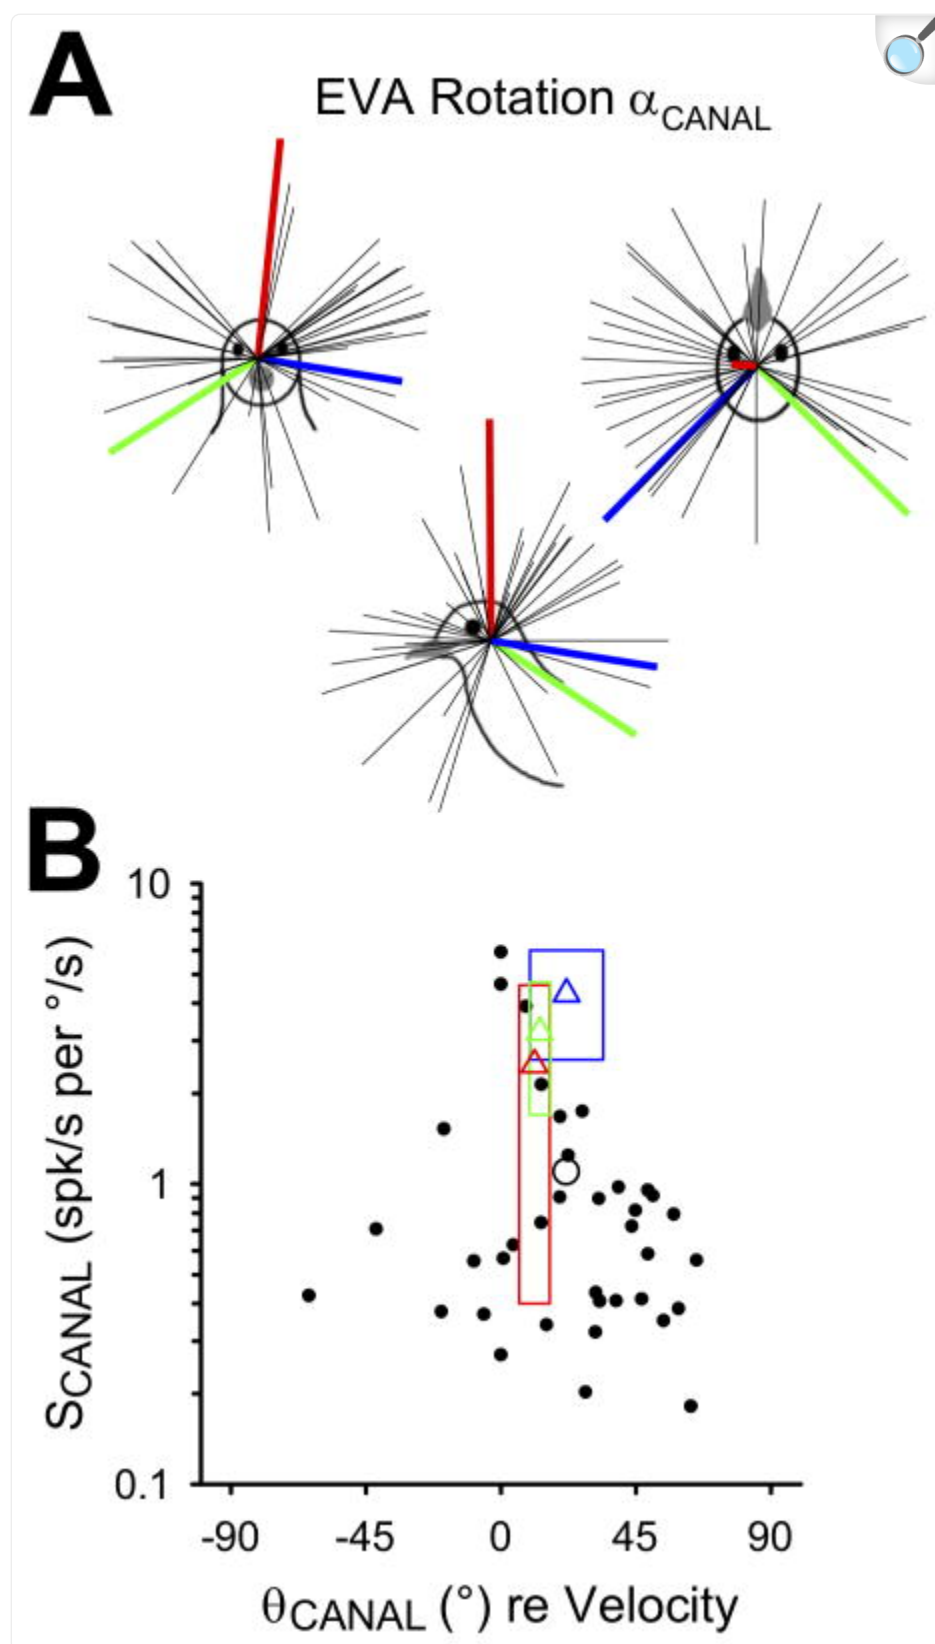 A
EVA Rotation αCANAL
B
10
1
0.1
SCANAL (spk/s per °/s)
-90 -45 0 45 90
θCANAL (°) re Velocity